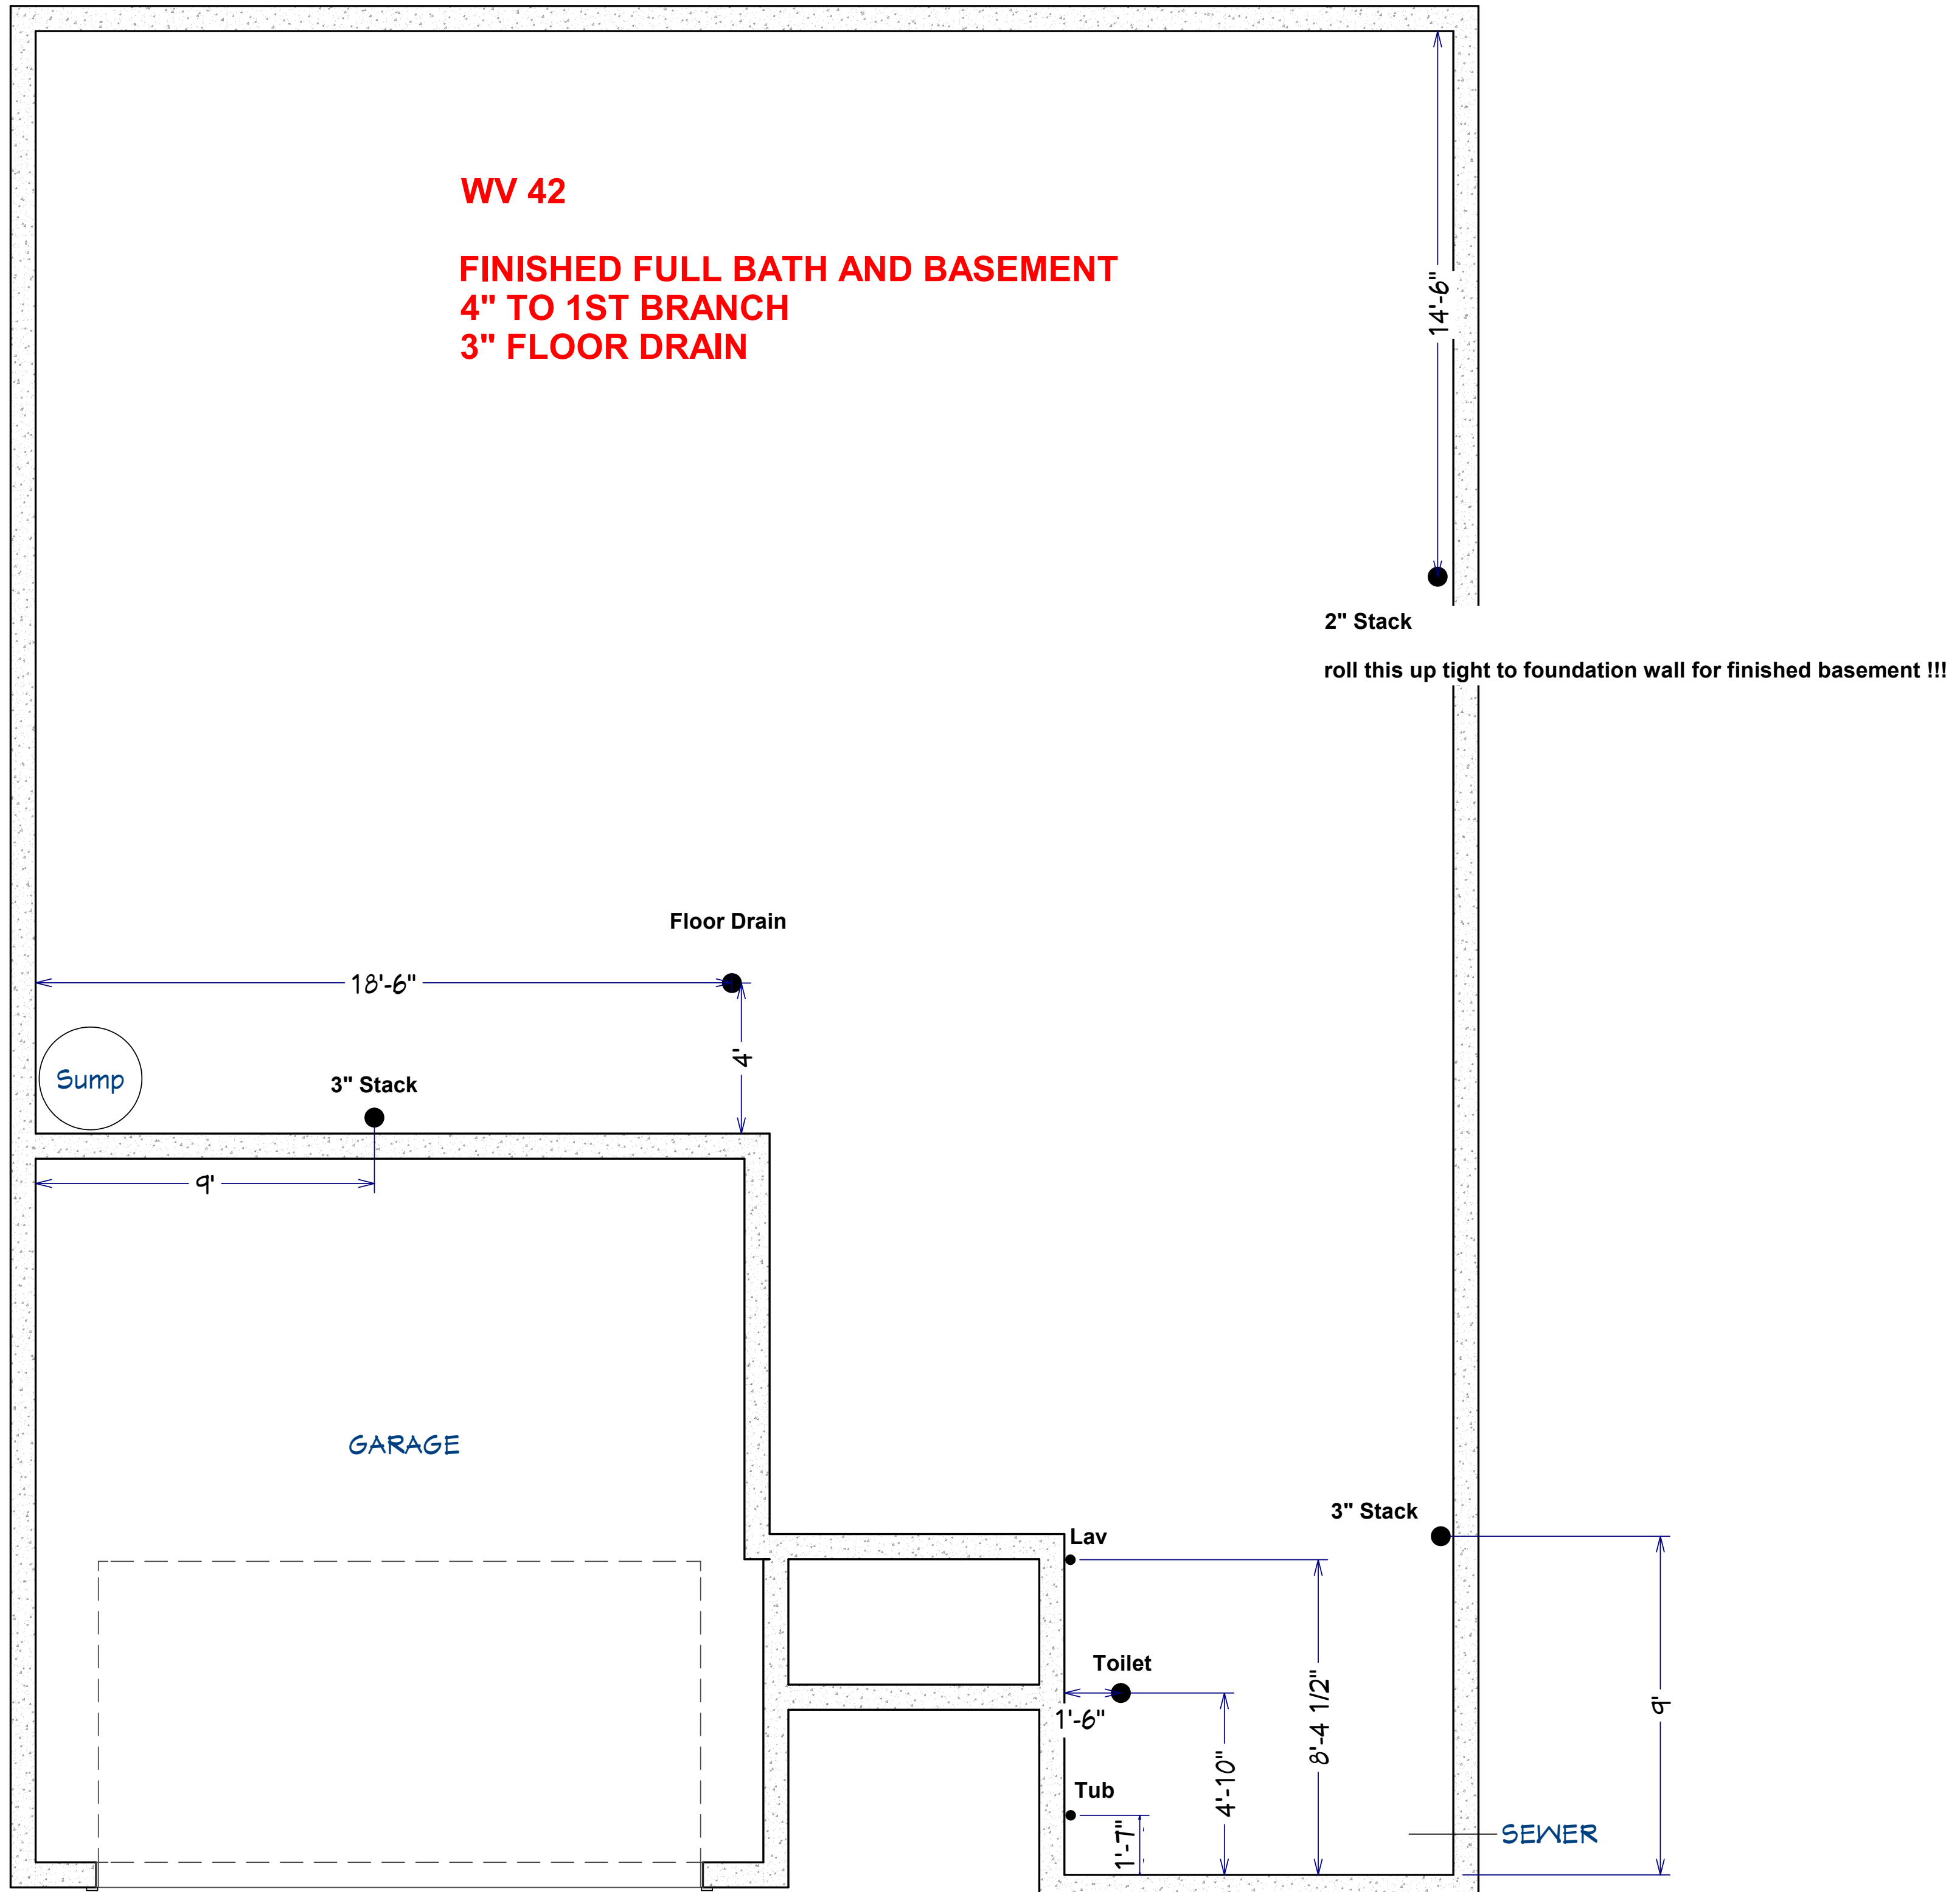 WV 42
FINISHED FULL BATH AND BASEMENT
4" TO 1ST BRANCH
3" FLOOR DRAIN
14'-6"
2" Stack
roll this up tight to foundation wall for finished basement !!!
Floor Drain
18'-6"
4'
Sump
3" Stack
9'
GARAGE
3" Stack
Lav
Toilet
1'-6"
8'-4 1/2"
9'
4'-10"
Tub
1'-7"
SEWER